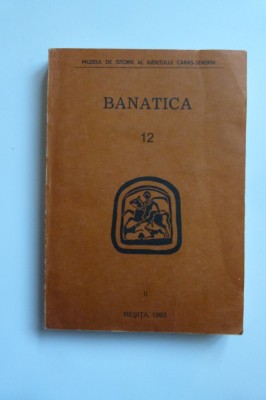 MUZEUL DE ISTORIE AL JUDEȚULUI CARAȘ-SEVERIN
BANATICA
12
II
REȘIȚA, 1993